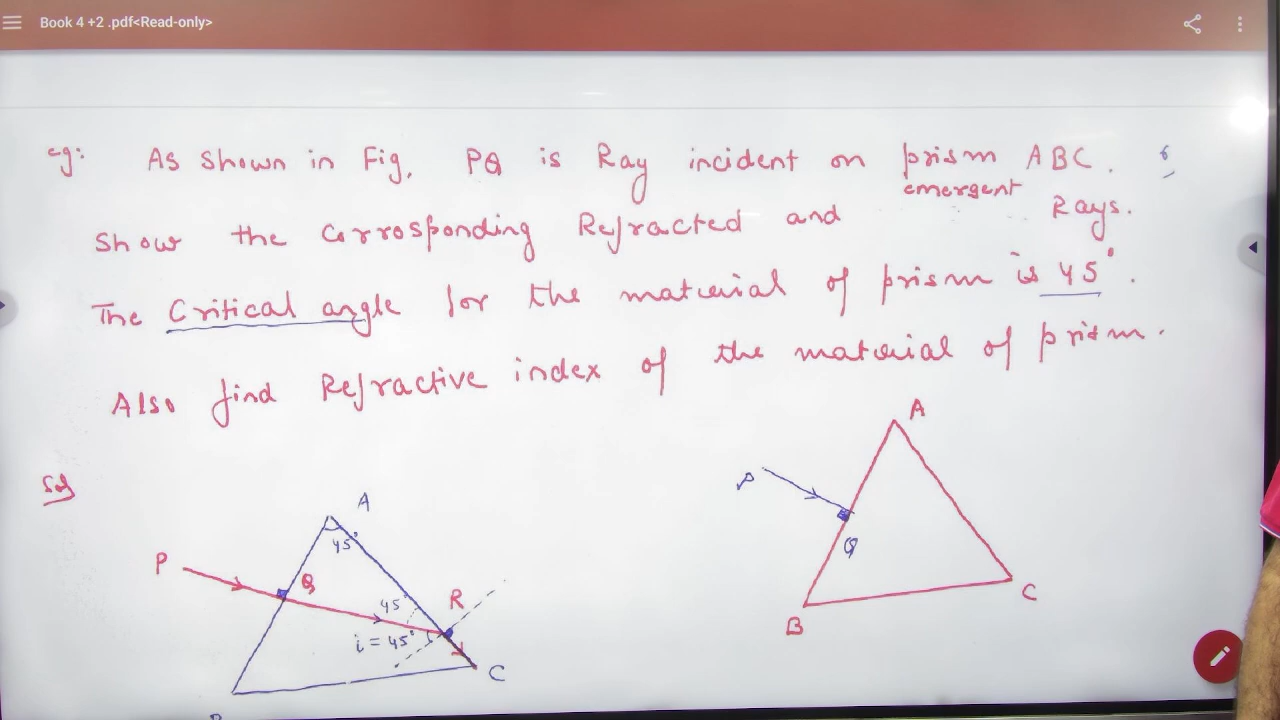 Book 4 +2 .pdf<Read-only>
eg: As Shown in Fig. PQ is Ray incident on prism ABC.
Show the corrosponding Refracted and emergent Rays.
The Critical angle for the material of prism is 45°.
Also find Refractive index of the material of prism.
Sol
A
45°
P
Q
45
R
i = 45°
C
A
P
Q
C
B